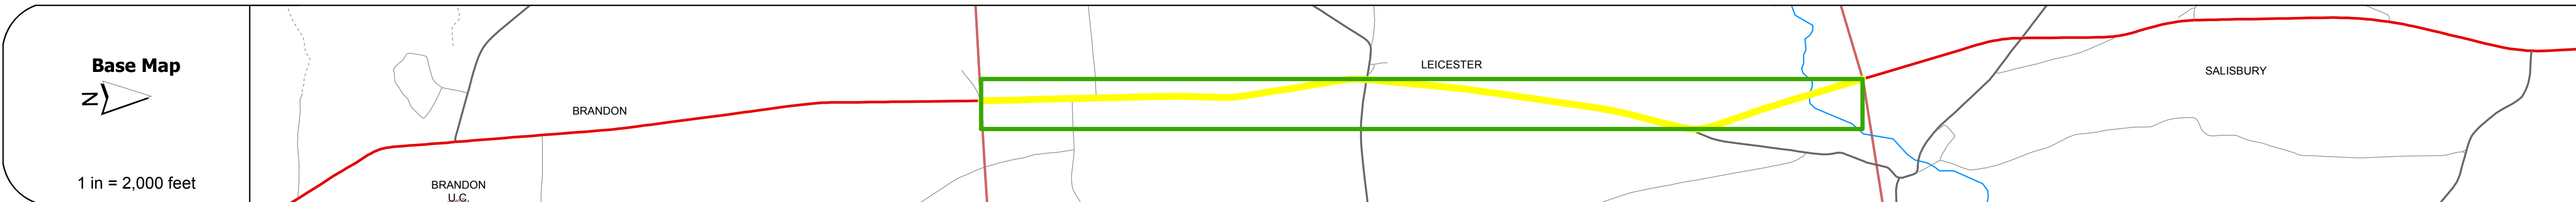 Base Map
N
1 in = 2,000 feet
BRANDON
BRANDON
U.C.
LEICESTER
SALISBURY